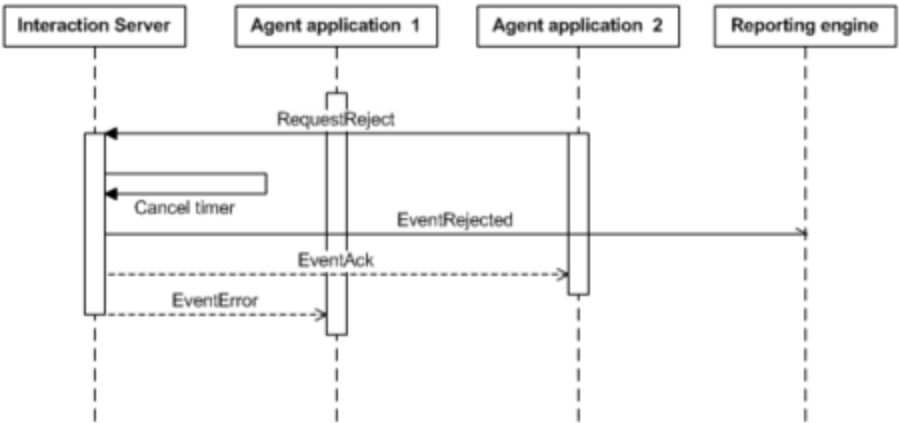 Interaction Server
Agent application 1
Agent application 2
Reporting engine
RequestReject
Cancel timer
EventRejected
EventAck
EventError